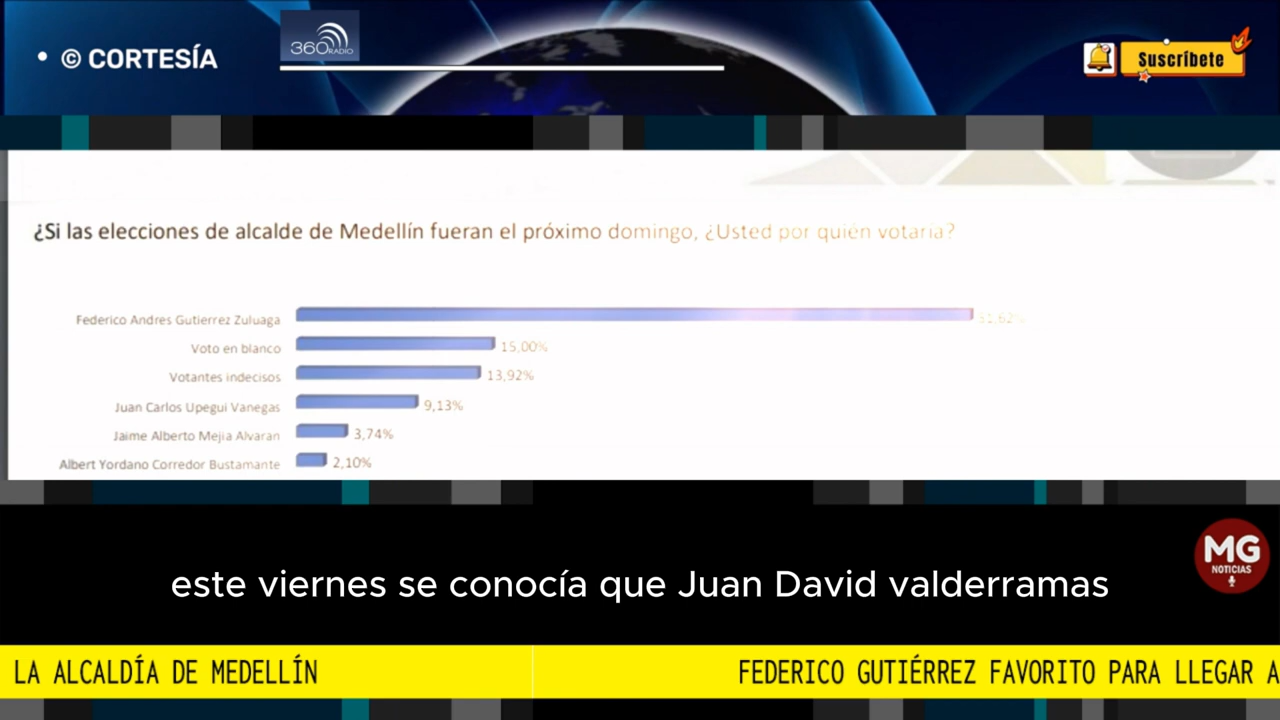 • © CORTESÍA
360 RADIO
Suscríbete
¿Si las elecciones de alcalde de Medellín fueran el próximo domingo, ¿Usted por quién votaría?
Federico Andres Gutierrez Zuluaga 51,62%
Voto en blanco 15,00%
Votantes indecisos 13,92%
Juan Carlos Upegui Vanegas 9,13%
Jaime Alberto Mejia Alvaran 3,74%
Albert Yordano Corredor Bustamante 2,10%
MG
NOTICIAS
este viernes se conocía que Juan David valderramas
LA ALCALDÍA DE MEDELLÍN FEDERICO GUTIÉRREZ FAVORITO PARA LLEGAR A